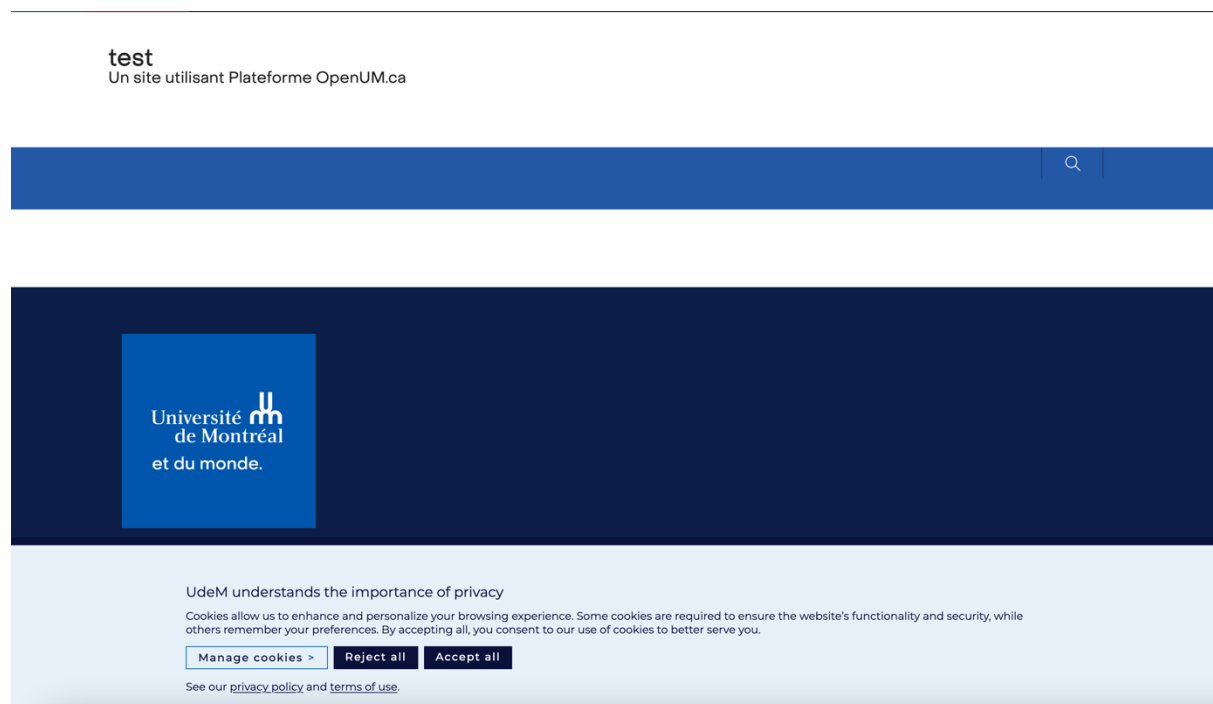 test
Un site utilisant Plateforme OpenUM.ca
Université
de Montréal
et du monde.
UdeM understands the importance of privacy
Cookies allow us to enhance and personalize your browsing experience. Some cookies are required to ensure the website’s functionality and security, while
others remember your preferences. By accepting all, you consent to our use of cookies to better serve you.
Manage cookies > Reject all Accept all
See our privacy policy and terms of use.